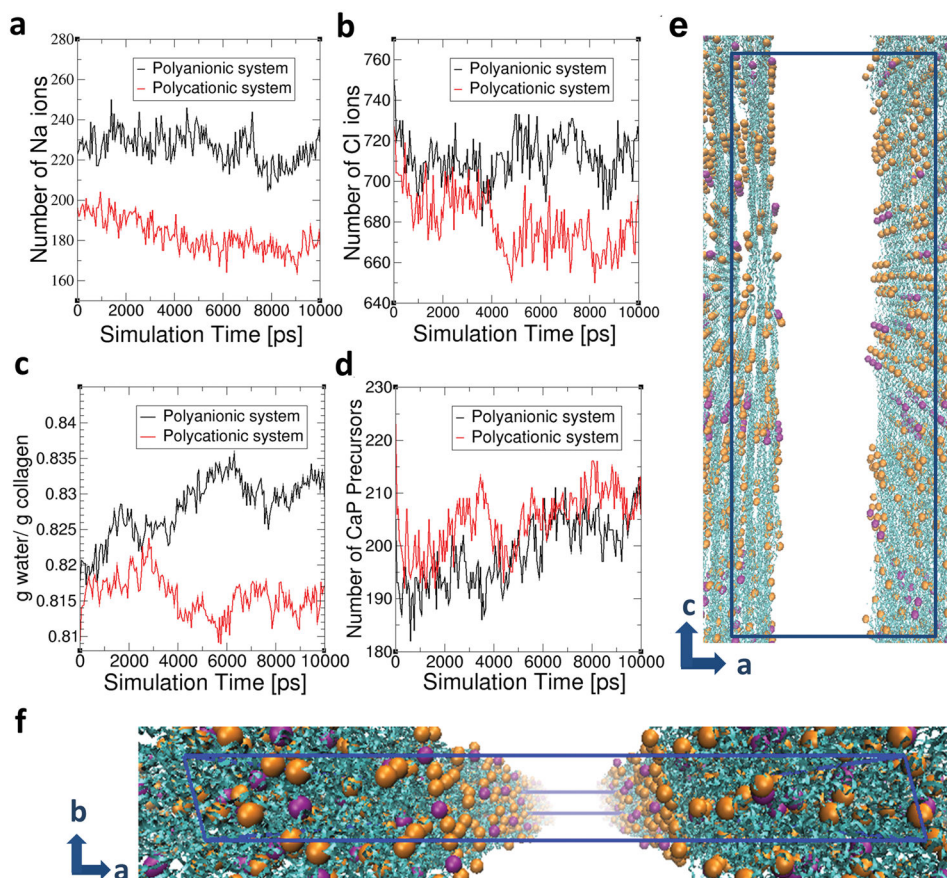 a
280
260
240
220
200
180
160
Polyanionic system
Polycationic system
Number of Na ions
0 2000 4000 6000 8000 10000
Simulation Time [ps]
b
760
740
720
700
680
660
640
Polyanionic system
Polycationic system
Number of Cl ions
0 2000 4000 6000 8000 10000
Simulation Time [ps]
c
0.84
0.835
0.83
0.825
0.82
0.815
0.81
Polyanionic system
Polycationic system
g water/ g collagen
0 2000 4000 6000 8000 10000
Simulation Time [ps]
d
230
220
210
200
190
180
Polyanionic system
Polycationic system
Number of CaP Precursors
0 2000 4000 6000 8000 10000
Simulation Time [ps]
e
c
a
f
b
a